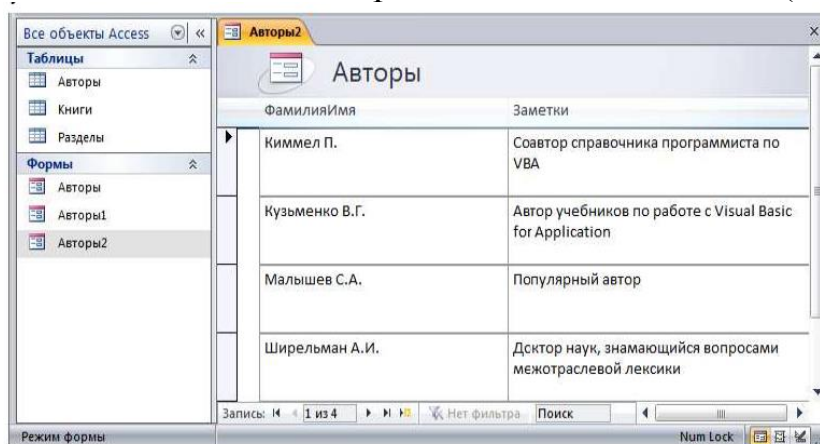 Все объекты Access
Авторы2
Таблицы
Авторы
Книги
Разделы
Формы
Авторы
Авторы1
Авторы2
Авторы
ФамилияИмя Заметки
Киммел П. Соавтор справочника программиста по
VBA
Кузьменко В.Г. Автор учебников по работе с Visual Basic
for Application
Малышев С.А. Популярный автор
Ширельман А.И. Доктор наук, знамающийся вопросами
межотраслевой лексики
Запись: 1 из 4 Нет фильтра Поиск
Режим формы Num Lock